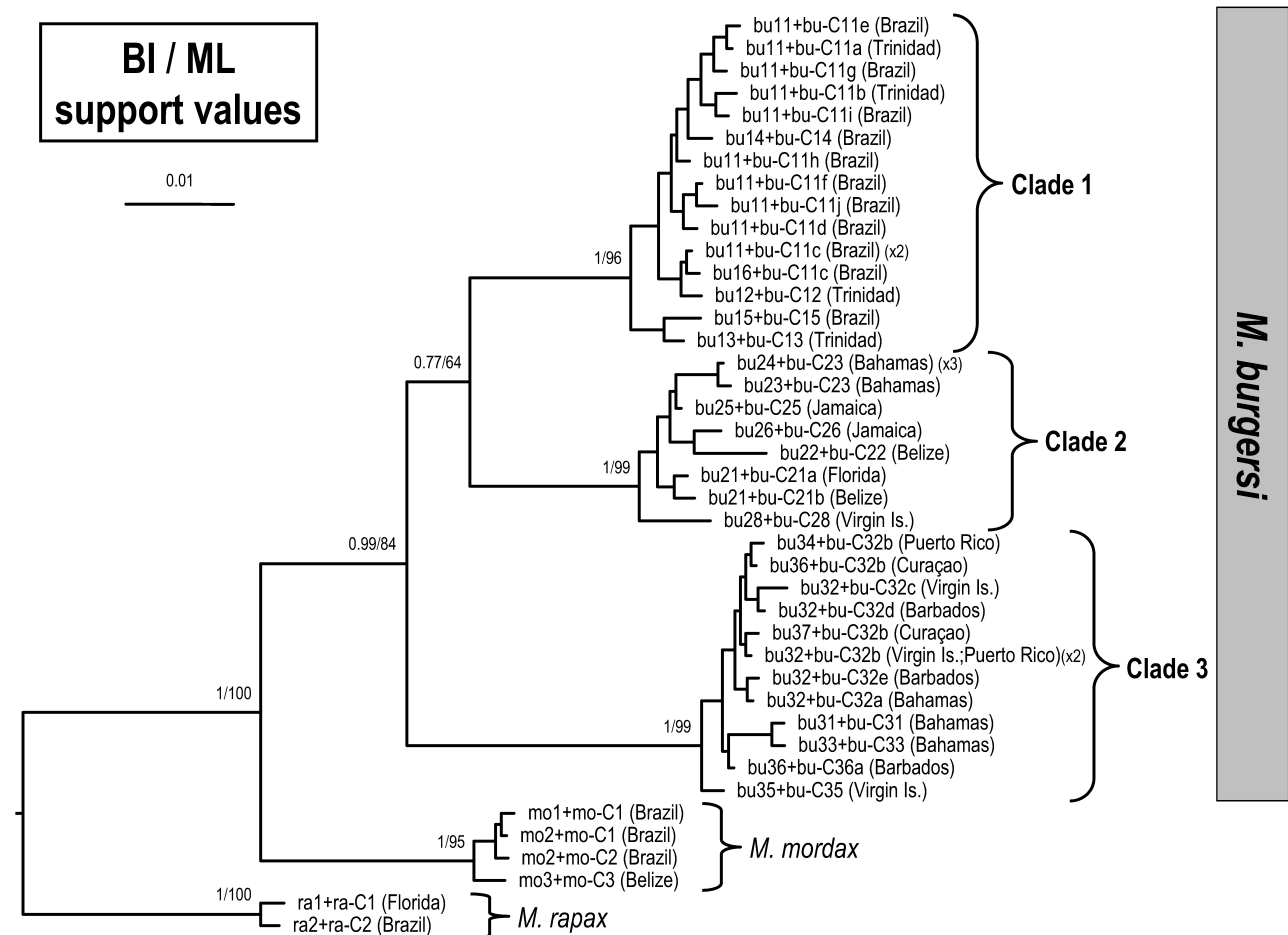 BI / ML
support values
0.01
bu11+bu-C11e (Brazil)
bu11+bu-C11a (Trinidad)
bu11+bu-C11g (Brazil)
bu11+bu-C11b (Trinidad)
bu11+bu-C11i (Brazil)
bu14+bu-C14 (Brazil)
bu11+bu-C11h (Brazil)
bu11+bu-C11f (Brazil)
bu11+bu-C11j (Brazil)
bu11+bu-C11d (Brazil)
bu11+bu-C11c (Brazil) (x2)
bu16+bu-C11c (Brazil)
bu12+bu-C12 (Trinidad)
bu15+bu-C15 (Brazil)
bu13+bu-C13 (Trinidad)
Clade 1
1/96
0.77/64
bu24+bu-C23 (Bahamas) (x3)
bu23+bu-C23 (Bahamas)
bu25+bu-C25 (Jamaica)
bu26+bu-C26 (Jamaica)
bu22+bu-C22 (Belize)
bu21+bu-C21a (Florida)
bu21+bu-C21b (Belize)
bu28+bu-C28 (Virgin Is.)
Clade 2
1/99
0.99/84
bu34+bu-C32b (Puerto Rico)
bu36+bu-C32b (Curaçao)
bu32+bu-C32c (Virgin Is.)
bu32+bu-C32d (Barbados)
bu37+bu-C32b (Curaçao)
bu32+bu-C32b (Virgin Is.;Puerto Rico)(x2)
bu32+bu-C32e (Barbados)
bu32+bu-C32a (Bahamas)
bu31+bu-C31 (Bahamas)
bu33+bu-C33 (Bahamas)
bu36+bu-C36a (Barbados)
bu35+bu-C35 (Virgin Is.)
Clade 3
1/99
M. burgersi
1/100
mo1+mo-C1 (Brazil)
mo2+mo-C1 (Brazil)
mo2+mo-C2 (Brazil)
mo3+mo-C3 (Belize)
1/95
M. mordax
1/100
ra1+ra-C1 (Florida)
ra2+ra-C2 (Brazil)
M. rapax